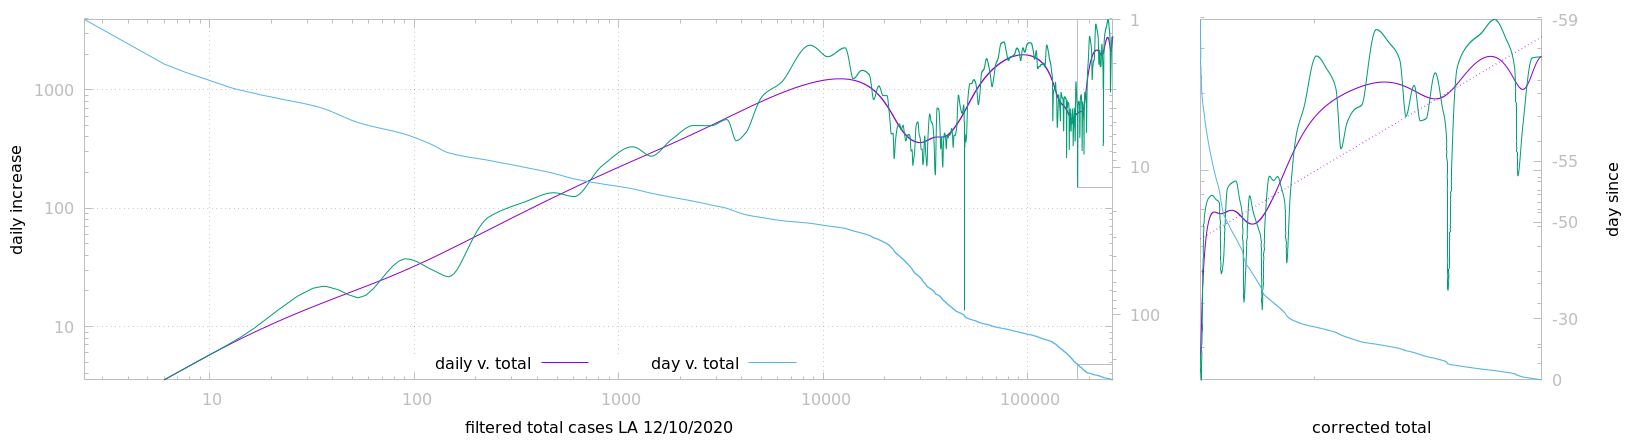 daily increase
1000
100
10
10
100
1000
10000
100000
1
10
100
daily v. total
day v. total
filtered total cases LA 12/10/2020
-59
-55
-50
-30
0
day since
corrected total